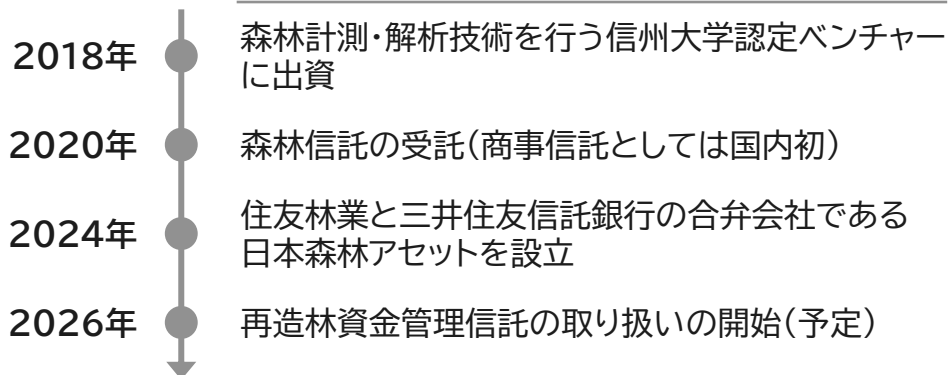 2018年
森林計測・解析技術を行う信州大学認定ベンチャー
に出資
2020年
森林信託の受託（商事信託としては国内初）
2024年
住友林業と三井住友信託銀行の合弁会社である
日本森林アセットを設立
2026年
再造林資金管理信託の取り扱いの開始（予定）